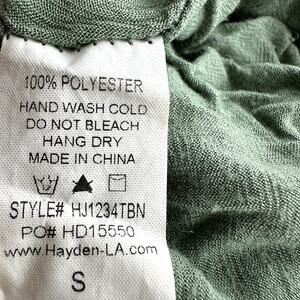 100% POLYESTER
HAND WASH COLD
DO NOT BLEACH
HANG DRY
MADE IN CHINA
STYLE# HJ1234TBN
PO# HD15550
www.Hayden-LA.com
S